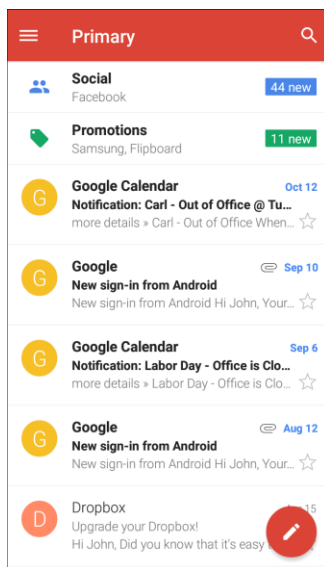 Primary
Social
Facebook
44 new
Promotions
Samsung, Flipboard
11 new
G
Google Calendar
Oct 12
Notification: Carl - Out of Office @ Tu...
more details » Carl - Out of Office When...
G
Google
Sep 10
New sign-in from Android
New sign-in from Android Hi John, Your...
Google Calendar
Sep 6
G
Notification: Labor Day - Office is Clo...
more details » Labor Day - Office is Clo...
G
Google
Aug 12
New sign-in from Android
New sign-in from Android Hi John, Your...
D
Dropbox
15
Upgrade your Dropbox!
Hi John, Did you know that it's easy